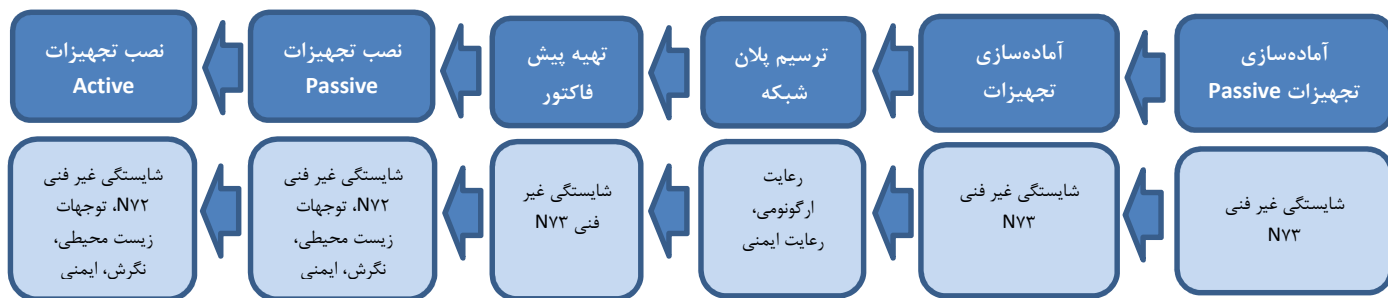 آماده‌سازی
تجهیزات Passive
آماده‌سازی
تجهیزات
ترسیم پلان
شبکه
تهیه پیش
فاکتور
نصب تجهیزات
Passive
نصب تجهیزات
Active
شایستگی غیر فنی
N۷۳
شایستگی غیر فنی
N۷۳
رعایت
ارگونومی،
رعایت ایمنی
شایستگی غیر
فنی N۷۳
شایستگی غیر فنی
N۷۲، توجهات
زیست محیطی،
نگرش، ایمنی
شایستگی غیر فنی
N۷۲، توجهات
زیست محیطی،
نگرش، ایمنی